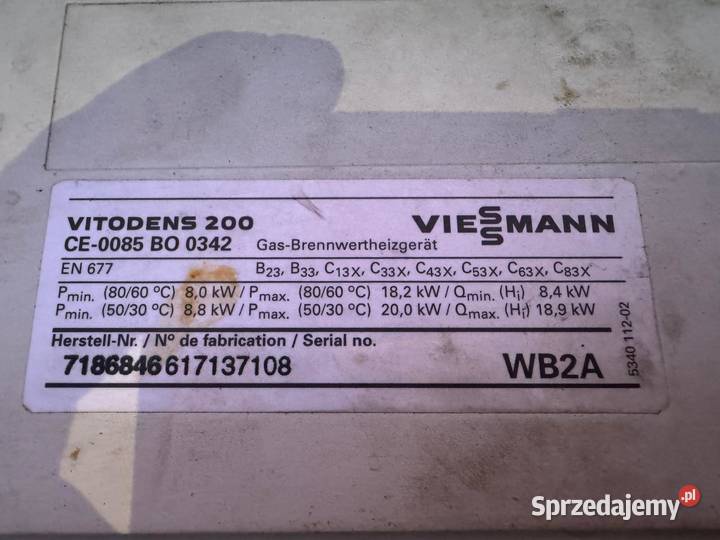 VITODENS 200 VIESSMANN
CE-0085 BO 0342 Gas-Brennwertheizgerät
EN 677 B23, B33, C13X, C33X, C43X, C53X, C63X, C83X
Pmin. (80/60 °C) 8,0 kW / Pmax. (80/60 °C) 18,2 kW / Qmin. (Hi) 8,4 kW
Pmin. (50/30 °C) 8,8 kW / Pmax. (50/30 °C) 20,0 kW / Qmax. (Hi) 18,9 kW
Herstell-Nr. / Nº de fabrication / Serial no.
7186846617137108 WB2A
5340 112-02
Sprzedajemy.pl